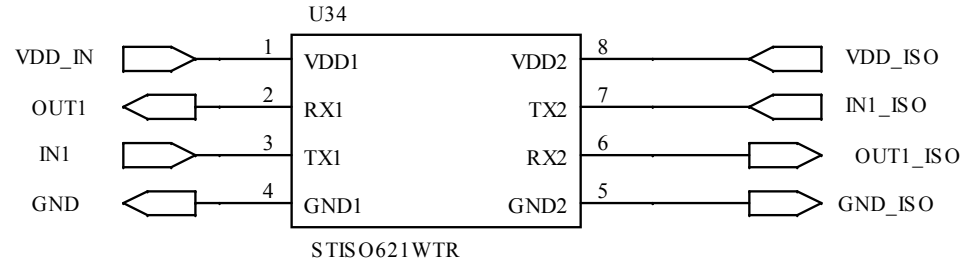 U34
VDD_IN 1 VDD1 VDD2 8 VDD_ISO
OUT1 2 RX1 TX2 7 IN1_ISO
IN1 3 TX1 RX2 6 OUT1_ISO
GND 4 GND1 GND2 5 GND_ISO
STISO621WTR